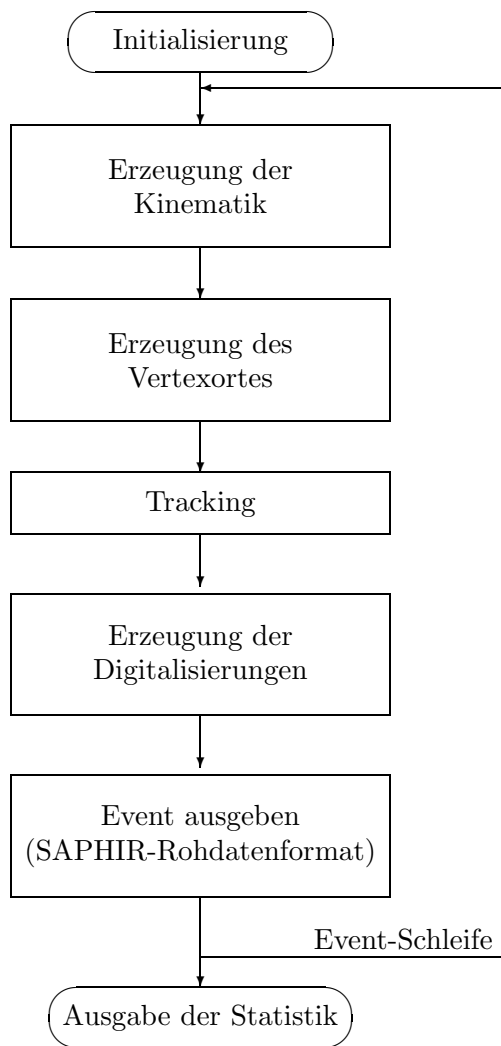 Initialisierung
Erzeugung der
Kinematik
Erzeugung des
Vertexortes
Tracking
Erzeugung der
Digitalisierungen
Event ausgeben
(SAPHIR-Rohdatenformat)
Event-Schleife
Ausgabe der Statistik